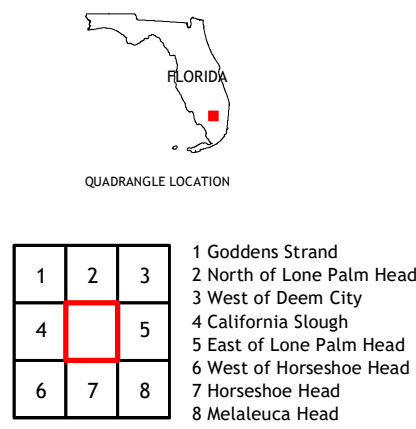 FLORIDA
QUADRANGLE LOCATION
1 2 3
4 5
6 7 8
1 Goddens Strand
2 North of Lone Palm Head
3 West of Deem City
4 California Slough
5 East of Lone Palm Head
6 West of Horseshoe Head
7 Horseshoe Head
8 Melaleuca Head